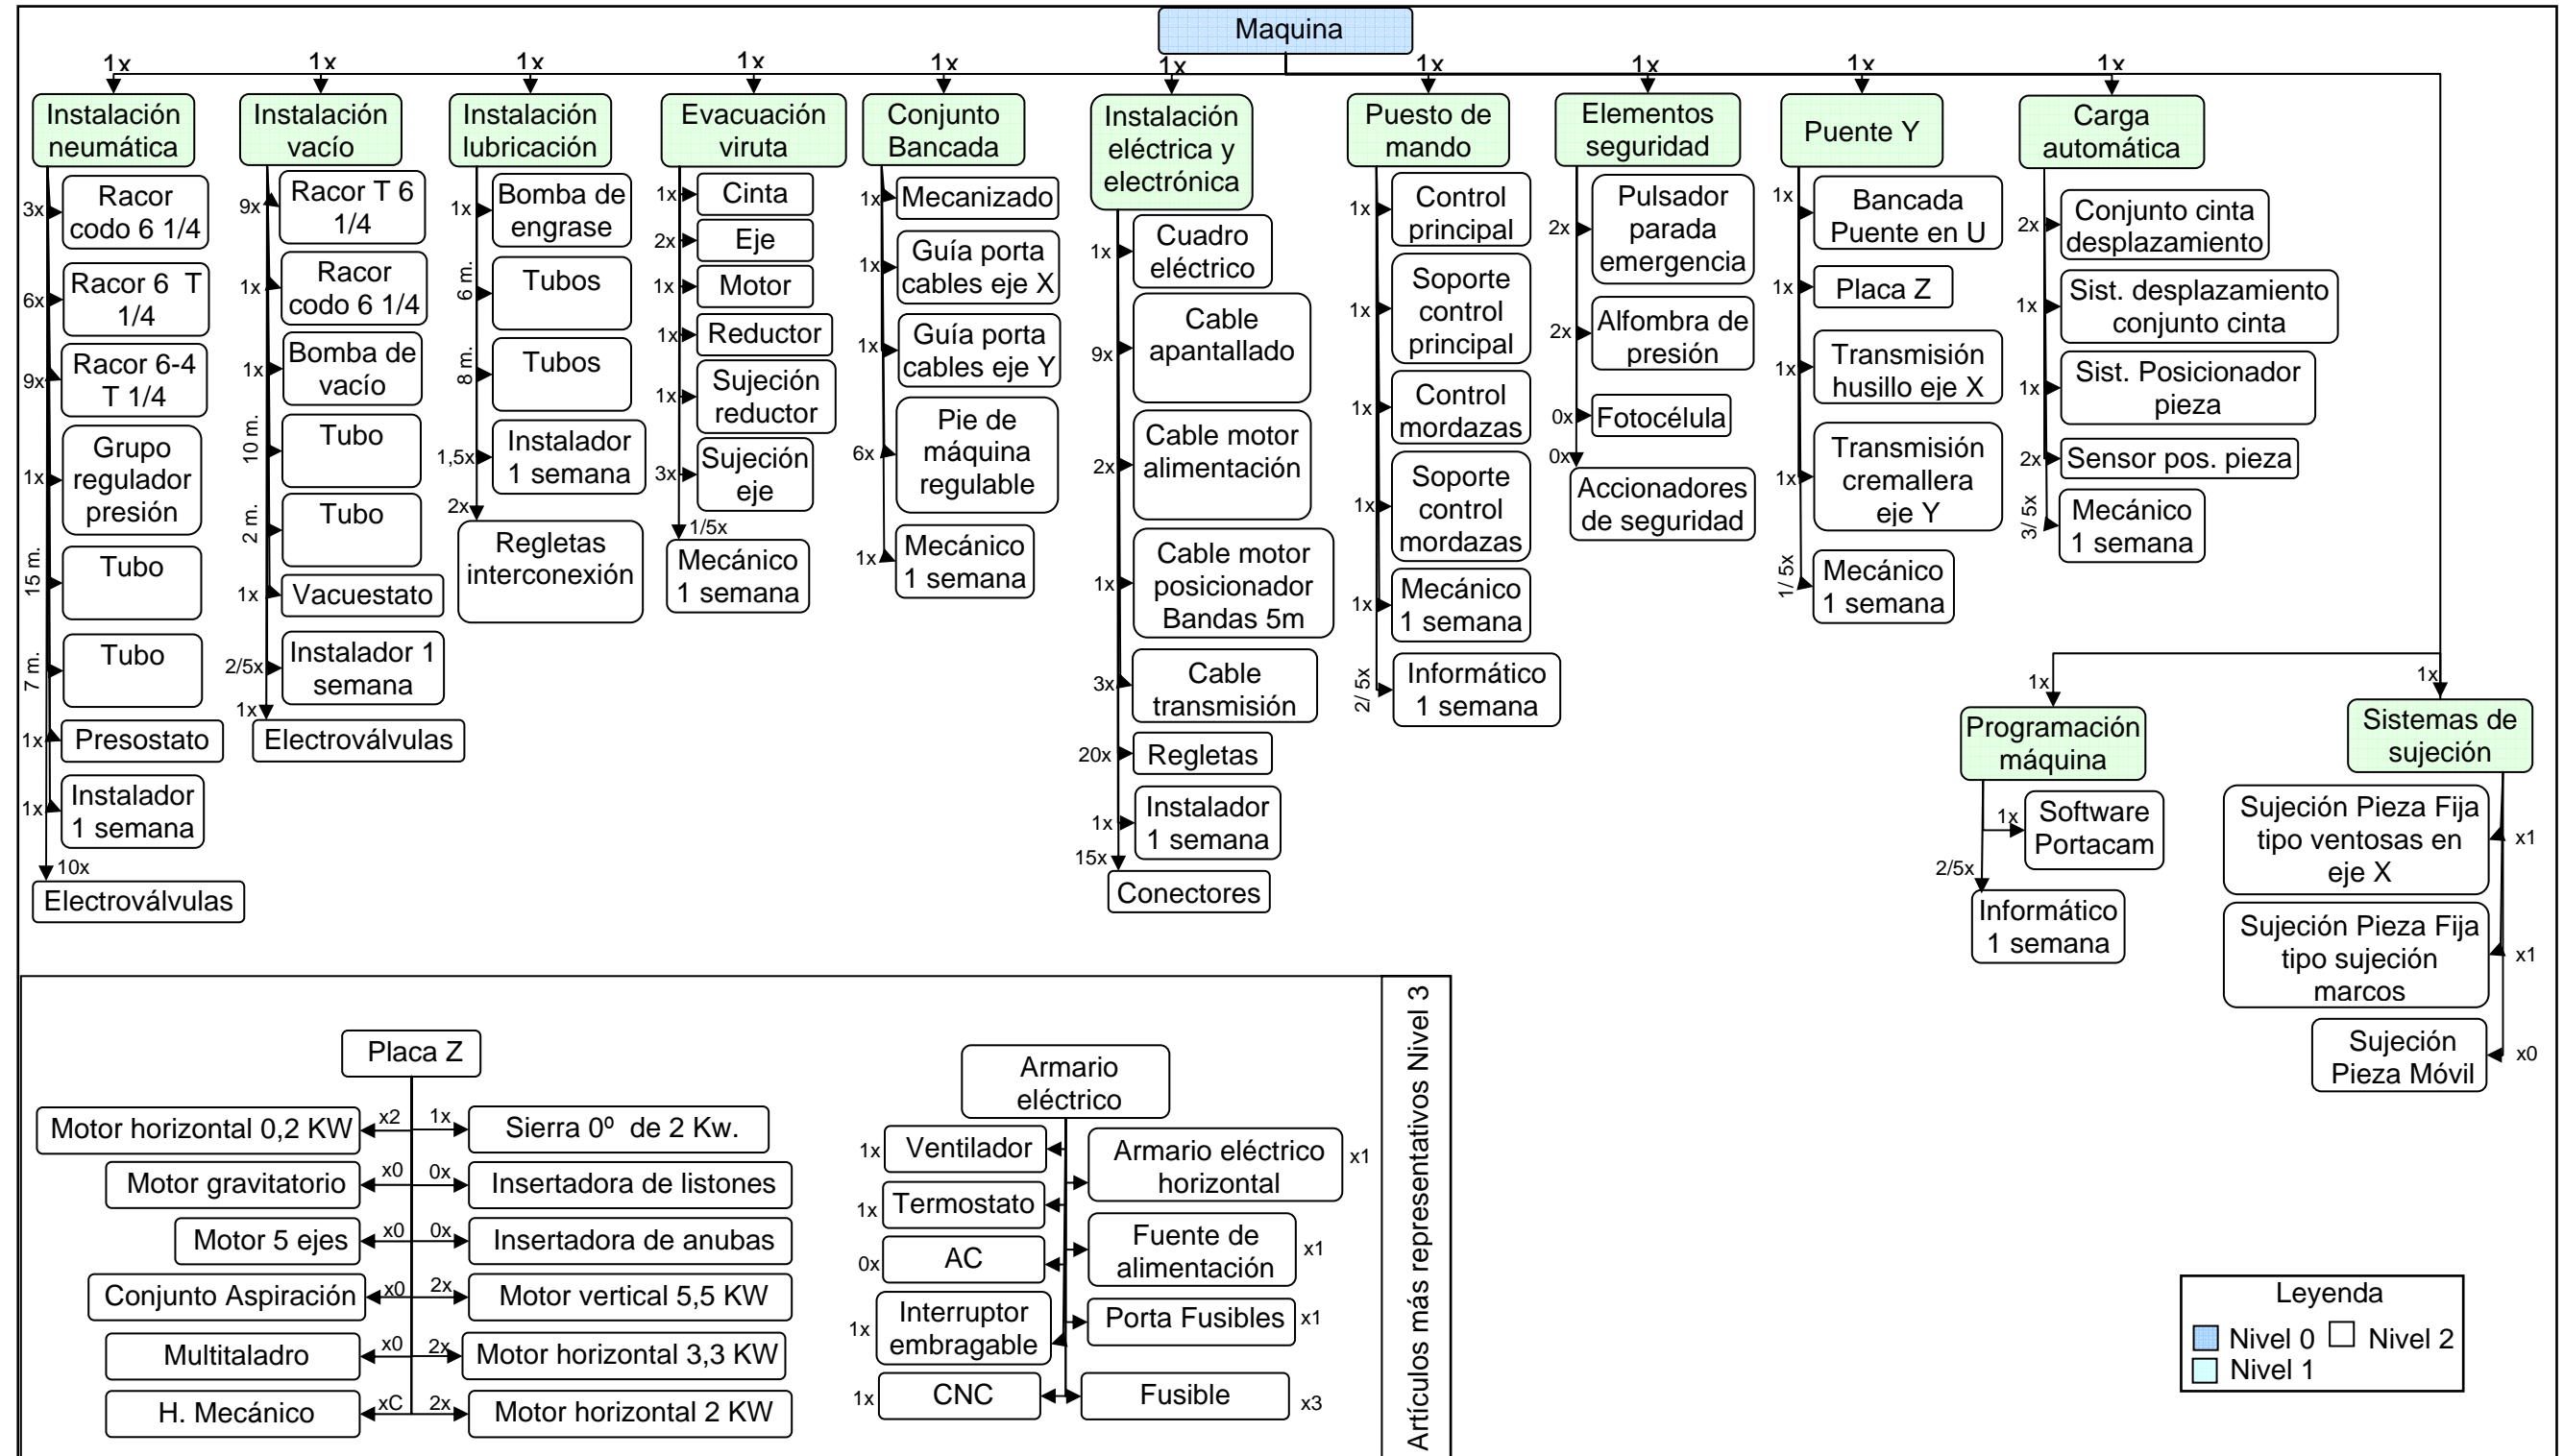 Maquina
1x
1x
1x
1x
1x
1x
1x
1x
1x
1x
Instalación
neumática
3x
Racor
codo 6 1/4
6x
Racor 6 T
1/4
9x
Racor 6-4
T 1/4
1x
Grupo
regulador
presión
15 m.
Tubo
7 m.
Tubo
1x
Presostato
1x
Instalador
1 semana
10x
Electroválvulas
Instalación
vacío
9x
Racor T 6
1/4
1x
Racor
codo 6 1/4
1x
Bomba de
vacío
10 m.
Tubo
2 m.
Tubo
1x
Vacuestato
2/5x
Instalador 1
semana
1x
Electroválvulas
Instalación
lubricación
1x
Bomba de
engrase
6 m.
Tubos
8 m.
Tubos
1,5x
Instalador
1 semana
2x
Regletas
interconexión
Evacuación
viruta
1x
Cinta
2x
Eje
1x
Motor
1x
Reductor
1x
Sujeción
reductor
3x
Sujeción
eje
1/5x
Mecánico
1 semana
Conjunto
Bancada
1x
Mecanizado
1x
Guía porta
cables eje X
1x
Guía porta
cables eje Y
6x
Pie de
máquina
regulable
1x
Mecánico
1 semana
Instalación
eléctrica y
electrónica
1x
Cuadro
eléctrico
9x
Cable
apantallado
2x
Cable motor
alimentación
1x
Cable motor
posicionador
Bandas 5m
3x
Cable
transmisión
20x
Regletas
1x
Instalador
1 semana
15x
Conectores
Puesto de
mando
1x
Control
principal
1x
Soporte
control
principal
1x
Control
mordazas
1x
Soporte
control
mordazas
1x
Mecánico
1 semana
2/ 5x
Informático
1 semana
Elementos
seguridad
2x
Pulsador
parada
emergencia
2x
Alfombra de
presión
0x
Fotocélula
0x
Accionadores
de seguridad
Puente Y
1x
Bancada
Puente en U
1x
Placa Z
1x
Transmisión
husillo eje X
1x
Transmisión
cremallera
eje Y
1/ 5x
Mecánico
1 semana
Carga
automática
2x
Conjunto cinta
desplazamiento
1x
Sist. desplazamiento
conjunto cinta
1x
Sist. Posicionador
pieza
2x
Sensor pos. pieza
3/ 5x
Mecánico
1 semana
1x
Programación
máquina
1x
Software
Portacam
2/5x
Informático
1 semana
1x
Sistemas de
sujeción
Sujeción Pieza Fija
tipo ventosas en
eje X
x1
Sujeción Pieza Fija
tipo sujeción
marcos
x1
Sujeción
Pieza Móvil
x0
Placa Z
Motor horizontal 0,2 KW
x2
1x
Sierra 0º de 2 Kw.
Motor gravitatorio
x0
0x
Insertadora de listones
Motor 5 ejes
x0
0x
Insertadora de anubas
Conjunto Aspiración
x0
2x
Motor vertical 5,5 KW
Multitaladro
x0
2x
Motor horizontal 3,3 KW
H. Mecánico
xC
2x
Motor horizontal 2 KW
Armario
eléctrico
1x
Ventilador
Armario eléctrico
horizontal
x1
1x
Termostato
Fuente de
alimentación
x1
0x
AC
1x
Interruptor
embragable
Porta Fusibles
x1
1x
CNC
Fusible
x3
Artículos más representativos Nivel 3
Leyenda
Nivel 0
Nivel 2
Nivel 1